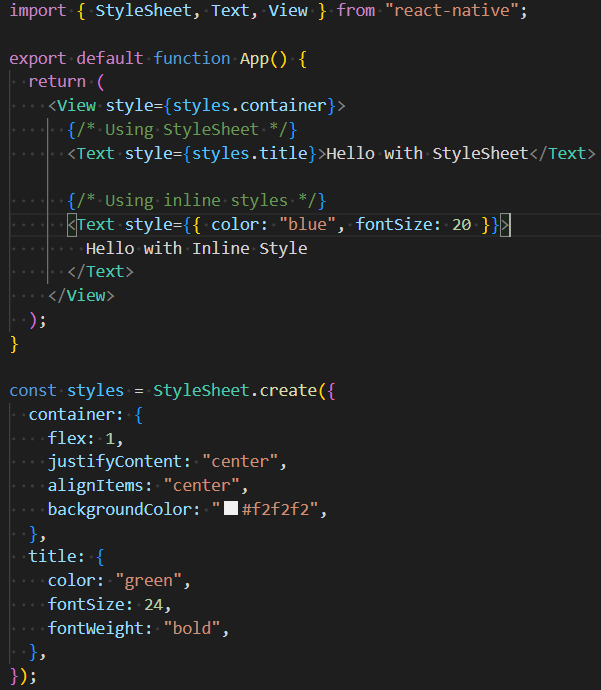 import { StyleSheet, Text, View } from "react-native";

export default function App() {
  return (
    <View style={styles.container}>
      {/* Using StyleSheet */}
      <Text style={styles.title}>Hello with StyleSheet</Text>

      {/* Using inline styles */}
      <Text style={{ color: "blue", fontSize: 20 }}>
        Hello with Inline Style
      </Text>
    </View>
  );
}

const styles = StyleSheet.create({
  container: {
    flex: 1,
    justifyContent: "center",
    alignItems: "center",
    backgroundColor: "#f2f2f2",
  },
  title: {
    color: "green",
    fontSize: 24,
    fontWeight: "bold",
  },
});